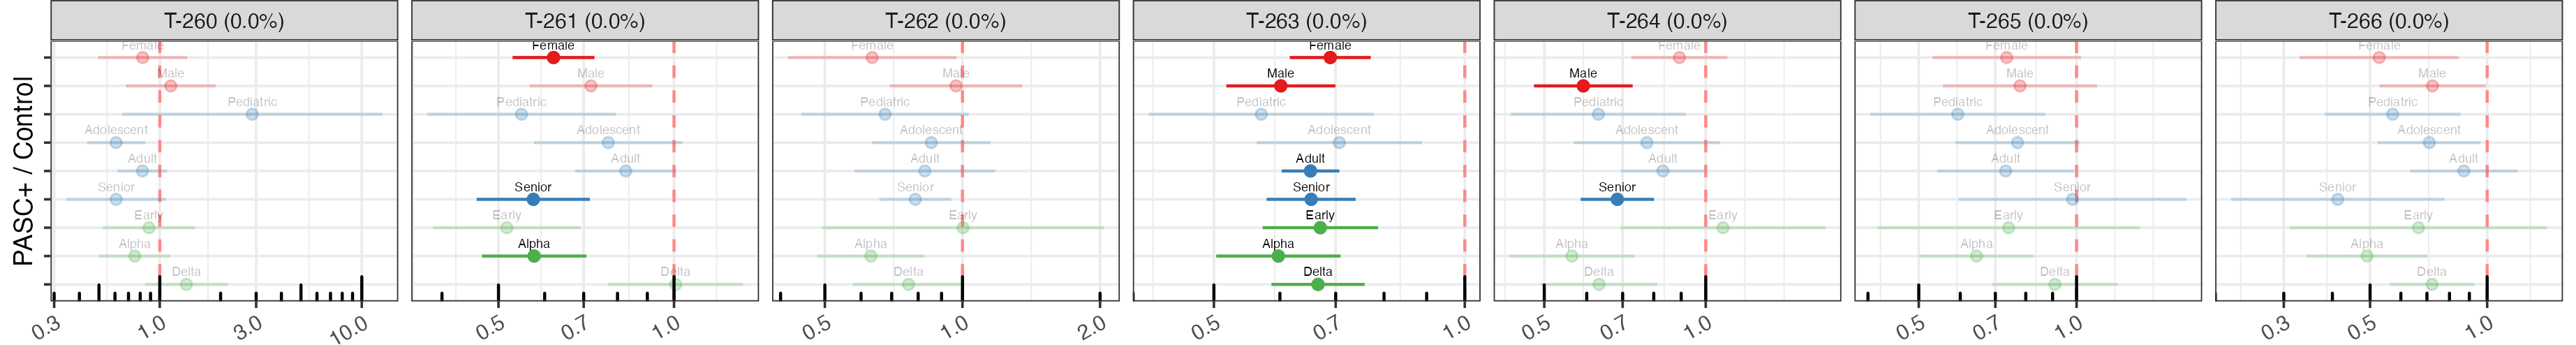 T-260 (0.0%)
T-261 (0.0%)
T-262 (0.0%)
T-263 (0.0%)
T-264 (0.0%)
T-265 (0.0%)
T-266 (0.0%)
PASC+ / Control
Female
Male
Pediatric
Adolescent
Adult
Senior
Early
Alpha
Delta
Female
Male
Pediatric
Adolescent
Adult
Senior
Early
Alpha
Delta
Female
Male
Pediatric
Adolescent
Adult
Senior
Early
Alpha
Delta
Female
Male
Pediatric
Adolescent
Adult
Senior
Early
Alpha
Delta
Female
Male
Pediatric
Adolescent
Adult
Senior
Early
Alpha
Delta
Female
Male
Pediatric
Adolescent
Adult
Senior
Early
Alpha
Delta
Female
Male
Pediatric
Adolescent
Adult
Senior
Early
Alpha
Delta
0.3 1.0 3.0 10.0
0.5 0.7 1.0
0.5 1.0 2.0
0.5 0.7 1.0
0.5 0.7 1.0
0.5 0.7 1.0
0.3 0.5 1.0